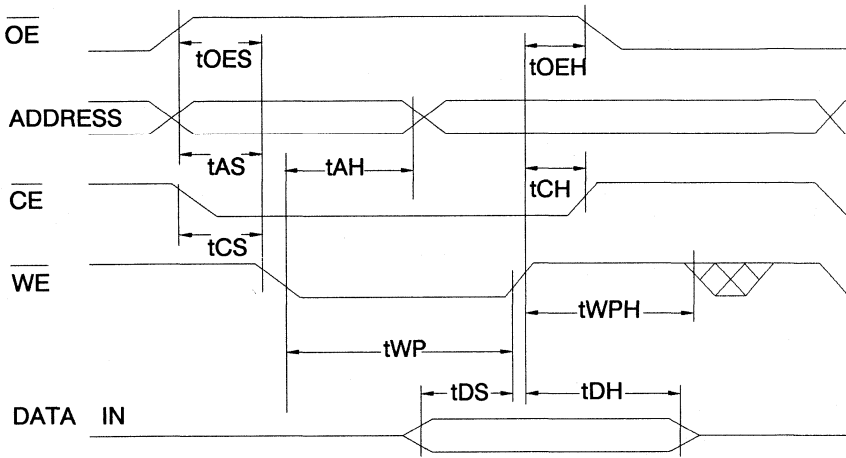 OE
tOES
tOEH
ADDRESS
tAS
tAH
tCH
CE
tCS
WE
tWPH
tWP
tDS
tDH
DATA IN